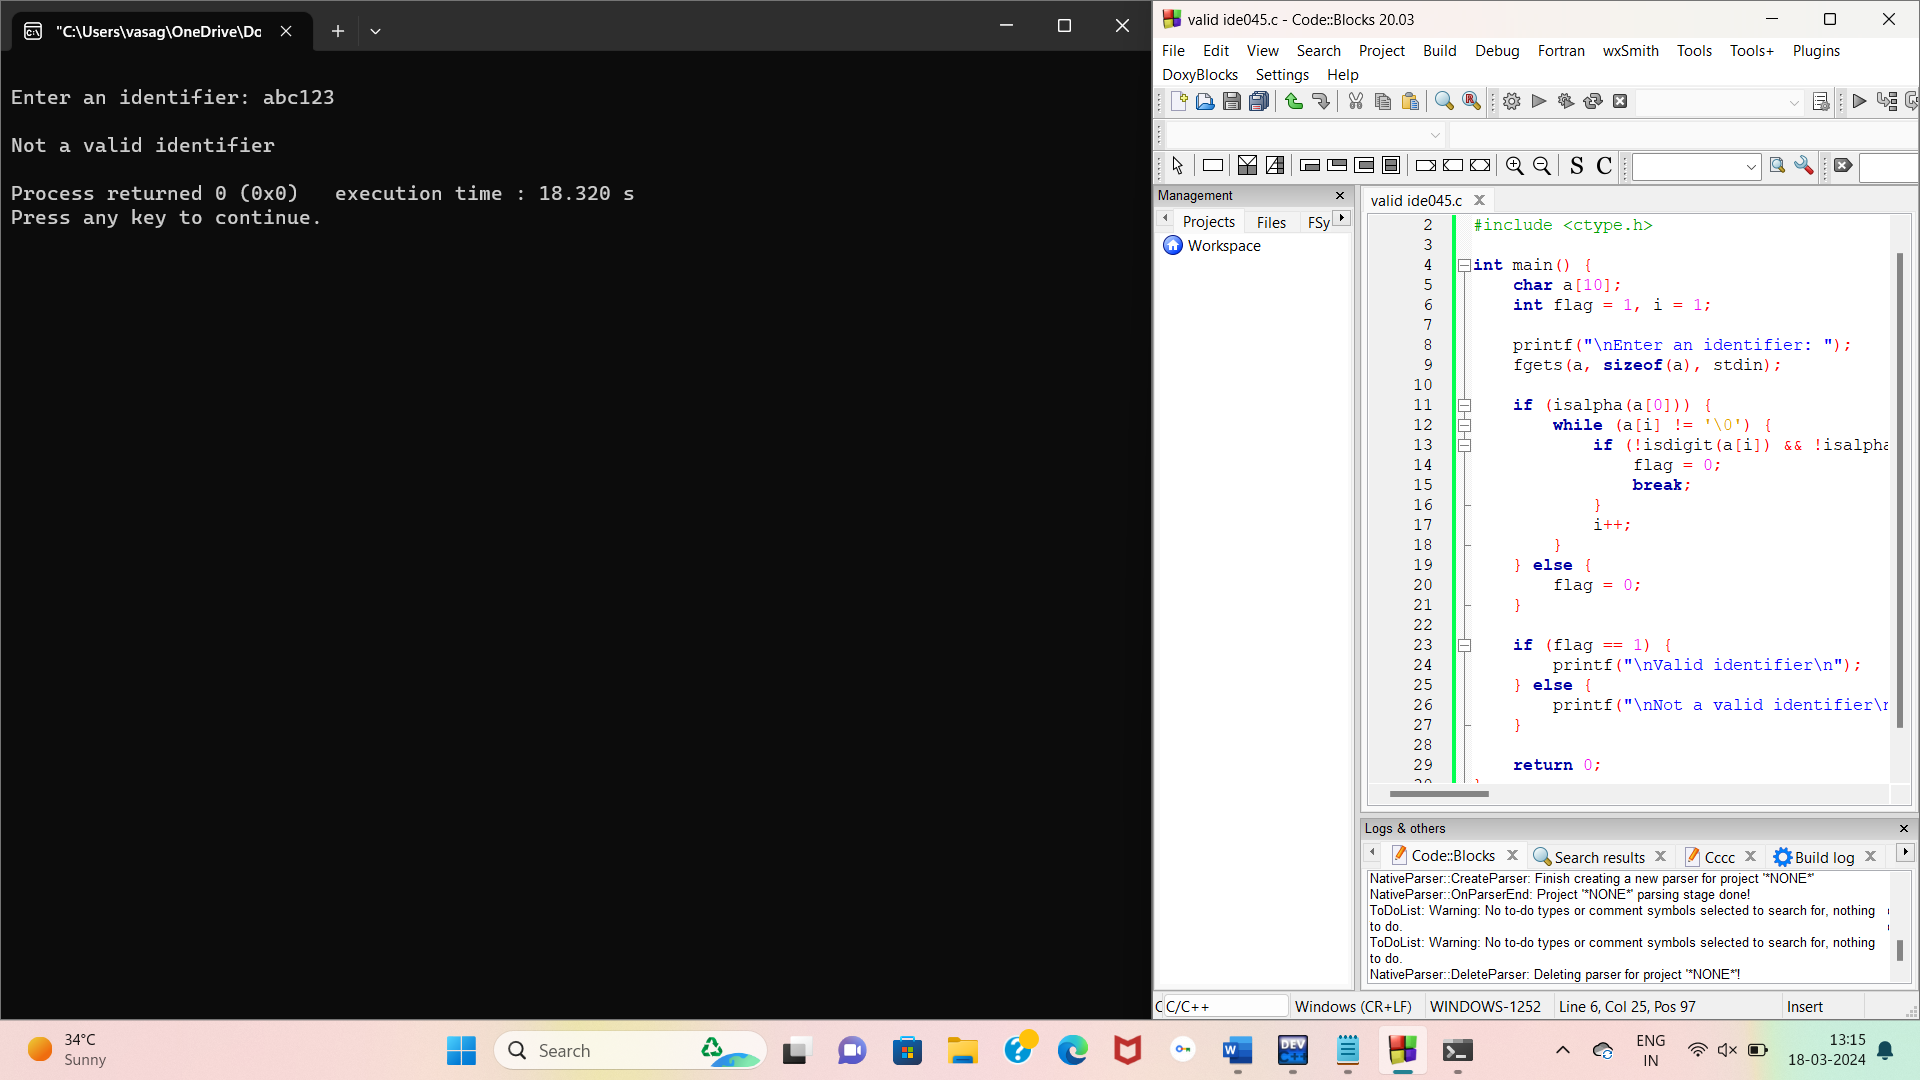 "C:\Users\vasag\OneDrive\Do
Enter an identifier: abc123
Not a valid identifier
Process returned 0 (0x0)   execution time : 18.320 s
Press any key to continue.
valid ide045.c - Code::Blocks 20.03
File Edit View Search Project Build Debug Fortran wxSmith Tools Tools+ Plugins
DoxyBlocks Settings Help
S C
Management
Projects Files FSy
Workspace
valid ide045.c
2 #include <ctype.h>
3
4 int main() {
5     char a[10];
6     int flag = 1, i = 1;
7
8     printf("\nEnter an identifier: ");
9     fgets(a, sizeof(a), stdin);
10
11     if (isalpha(a[0])) {
12         while (a[i] != '\0') {
13             if (!isdigit(a[i]) && !isalpha
14                 flag = 0;
15                 break;
16             }
17             i++;
18         }
19     } else {
20         flag = 0;
21     }
22
23     if (flag == 1) {
24         printf("\nValid identifier\n");
25     } else {
26         printf("\nNot a valid identifier\n
27     }
28
29     return 0;
Logs & others
Code::Blocks Search results Cccc Build log
NativeParser::CreateParser: Finish creating a new parser for project '*NONE*'
NativeParser::OnParserEnd: Project '*NONE*' parsing stage done!
ToDoList: Warning: No to-do types or comment symbols selected to search for, nothing
to do.
ToDoList: Warning: No to-do types or comment symbols selected to search for, nothing
to do.
NativeParser::DeleteParser: Deleting parser for project '*NONE*'!
C C/C++ Windows (CR+LF) WINDOWS-1252 Line 6, Col 25, Pos 97 Insert
34°C
Sunny
Search
DEV
C++
ENG
IN
13:15
18-03-2024